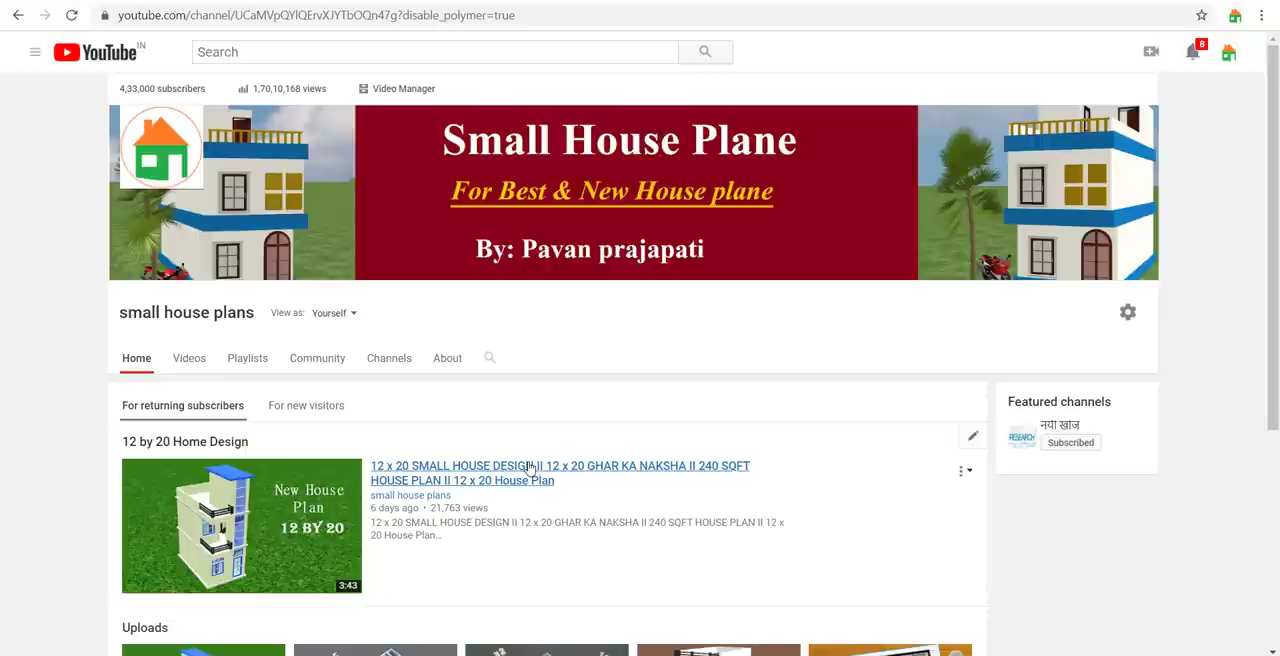 youtube.com/channel/UCaMVpQYlQErvXJYTbOQn47g?disable_polymer=true
YouTube IN
Search
8
4,33,000 subscribers
1,70,10,168 views
Video Manager
Small House Plane
For Best & New House plane
By: Pavan prajapati
small house plans
View as: Yourself
Home
Videos
Playlists
Community
Channels
About
For returning subscribers
For new visitors
Featured channels
नयी खोज
RESEARCH
Subscribed
12 by 20 Home Design
New House
Plan
12 BY 20
3:43
12 x 20 SMALL HOUSE DESIGN II 12 x 20 GHAR KA NAKSHA II 240 SQFT
HOUSE PLAN II 12 x 20 House Plan
small house plans
6 days ago • 21,763 views
12 x 20 SMALL HOUSE DESIGN II 12 x 20 GHAR KA NAKSHA II 240 SQFT HOUSE PLAN II 12 x
20 House Plan...
Uploads